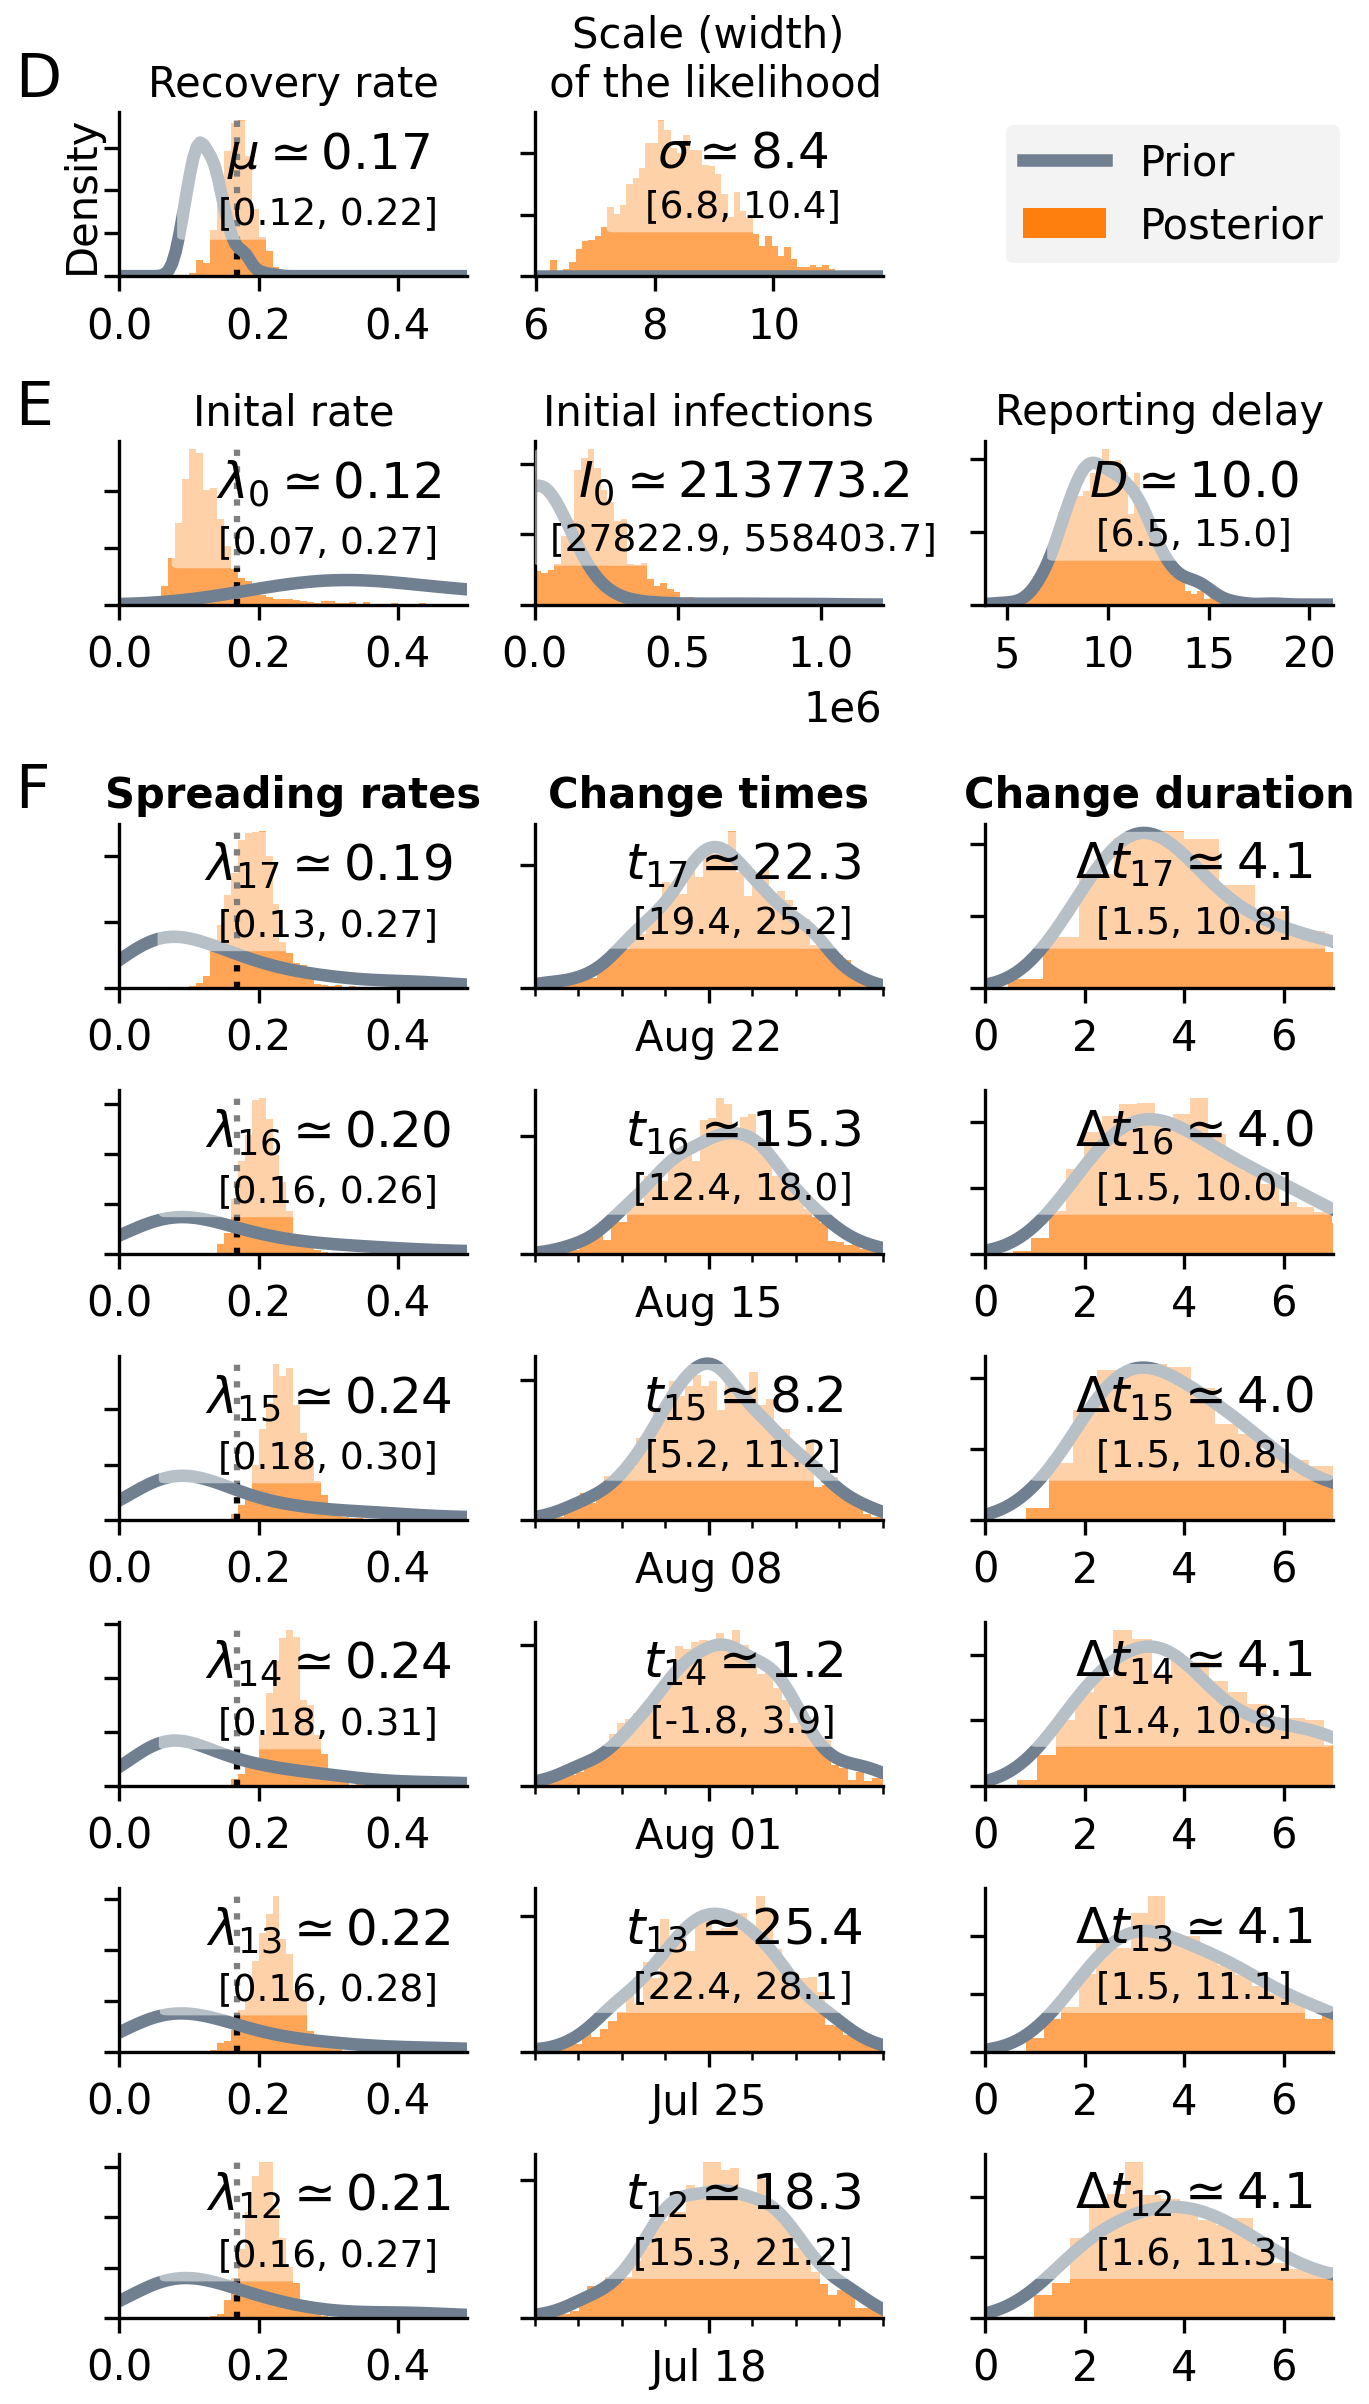 D
Recovery rate
Scale (width)
of the likelihood
Density
μ ≃ 0.17
[0.12, 0.22]
0.0 0.2 0.4
σ ≃ 8.4
[6.8, 10.4]
6 8 10
Prior
Posterior
E
Inital rate
λ0 ≃ 0.12
[0.07, 0.27]
0.0 0.2 0.4
Initial infections
I0 ≃ 213773.2
[27822.9, 558403.7]
0.0 0.5 1.0
1e6
Reporting delay
D ≃ 10.0
[6.5, 15.0]
5 10 15 20
F
Spreading rates
Change times
Change duration
λ17 ≃ 0.19
[0.13, 0.27]
0.0 0.2 0.4
t17 ≃ 22.3
[19.4, 25.2]
Aug 22
Δt17 ≃ 4.1
[1.5, 10.8]
0 2 4 6
λ16 ≃ 0.20
[0.16, 0.26]
0.0 0.2 0.4
t16 ≃ 15.3
[12.4, 18.0]
Aug 15
Δt16 ≃ 4.0
[1.5, 10.0]
0 2 4 6
λ15 ≃ 0.24
[0.18, 0.30]
0.0 0.2 0.4
t15 ≃ 8.2
[5.2, 11.2]
Aug 08
Δt15 ≃ 4.0
[1.5, 10.8]
0 2 4 6
λ14 ≃ 0.24
[0.18, 0.31]
0.0 0.2 0.4
t14 ≃ 1.2
[-1.8, 3.9]
Aug 01
Δt14 ≃ 4.1
[1.4, 10.8]
0 2 4 6
λ13 ≃ 0.22
[0.16, 0.28]
0.0 0.2 0.4
t13 ≃ 25.4
[22.4, 28.1]
Jul 25
Δt13 ≃ 4.1
[1.5, 11.1]
0 2 4 6
λ12 ≃ 0.21
[0.16, 0.27]
0.0 0.2 0.4
t12 ≃ 18.3
[15.3, 21.2]
Jul 18
Δt12 ≃ 4.1
[1.6, 11.3]
0 2 4 6